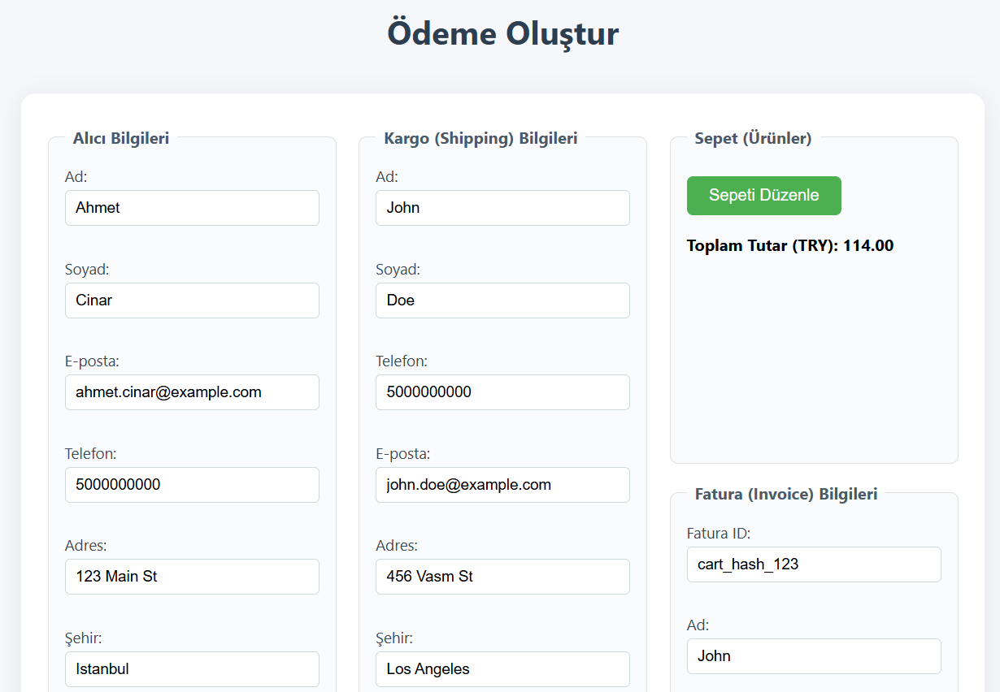 Ödeme Oluştur
Alıcı Bilgileri
Ad:
Ahmet
Soyad:
Cinar
E-posta:
ahmet.cinar@example.com
Telefon:
5000000000
Adres:
123 Main St
Şehir:
Istanbul
Kargo (Shipping) Bilgileri
Ad:
John
Soyad:
Doe
Telefon:
5000000000
E-posta:
john.doe@example.com
Adres:
456 Vasm St
Şehir:
Los Angeles
Sepet (Ürünler)
Sepeti Düzenle
Toplam Tutar (TRY): 114.00
Fatura (Invoice) Bilgileri
Fatura ID:
cart_hash_123
Ad:
John